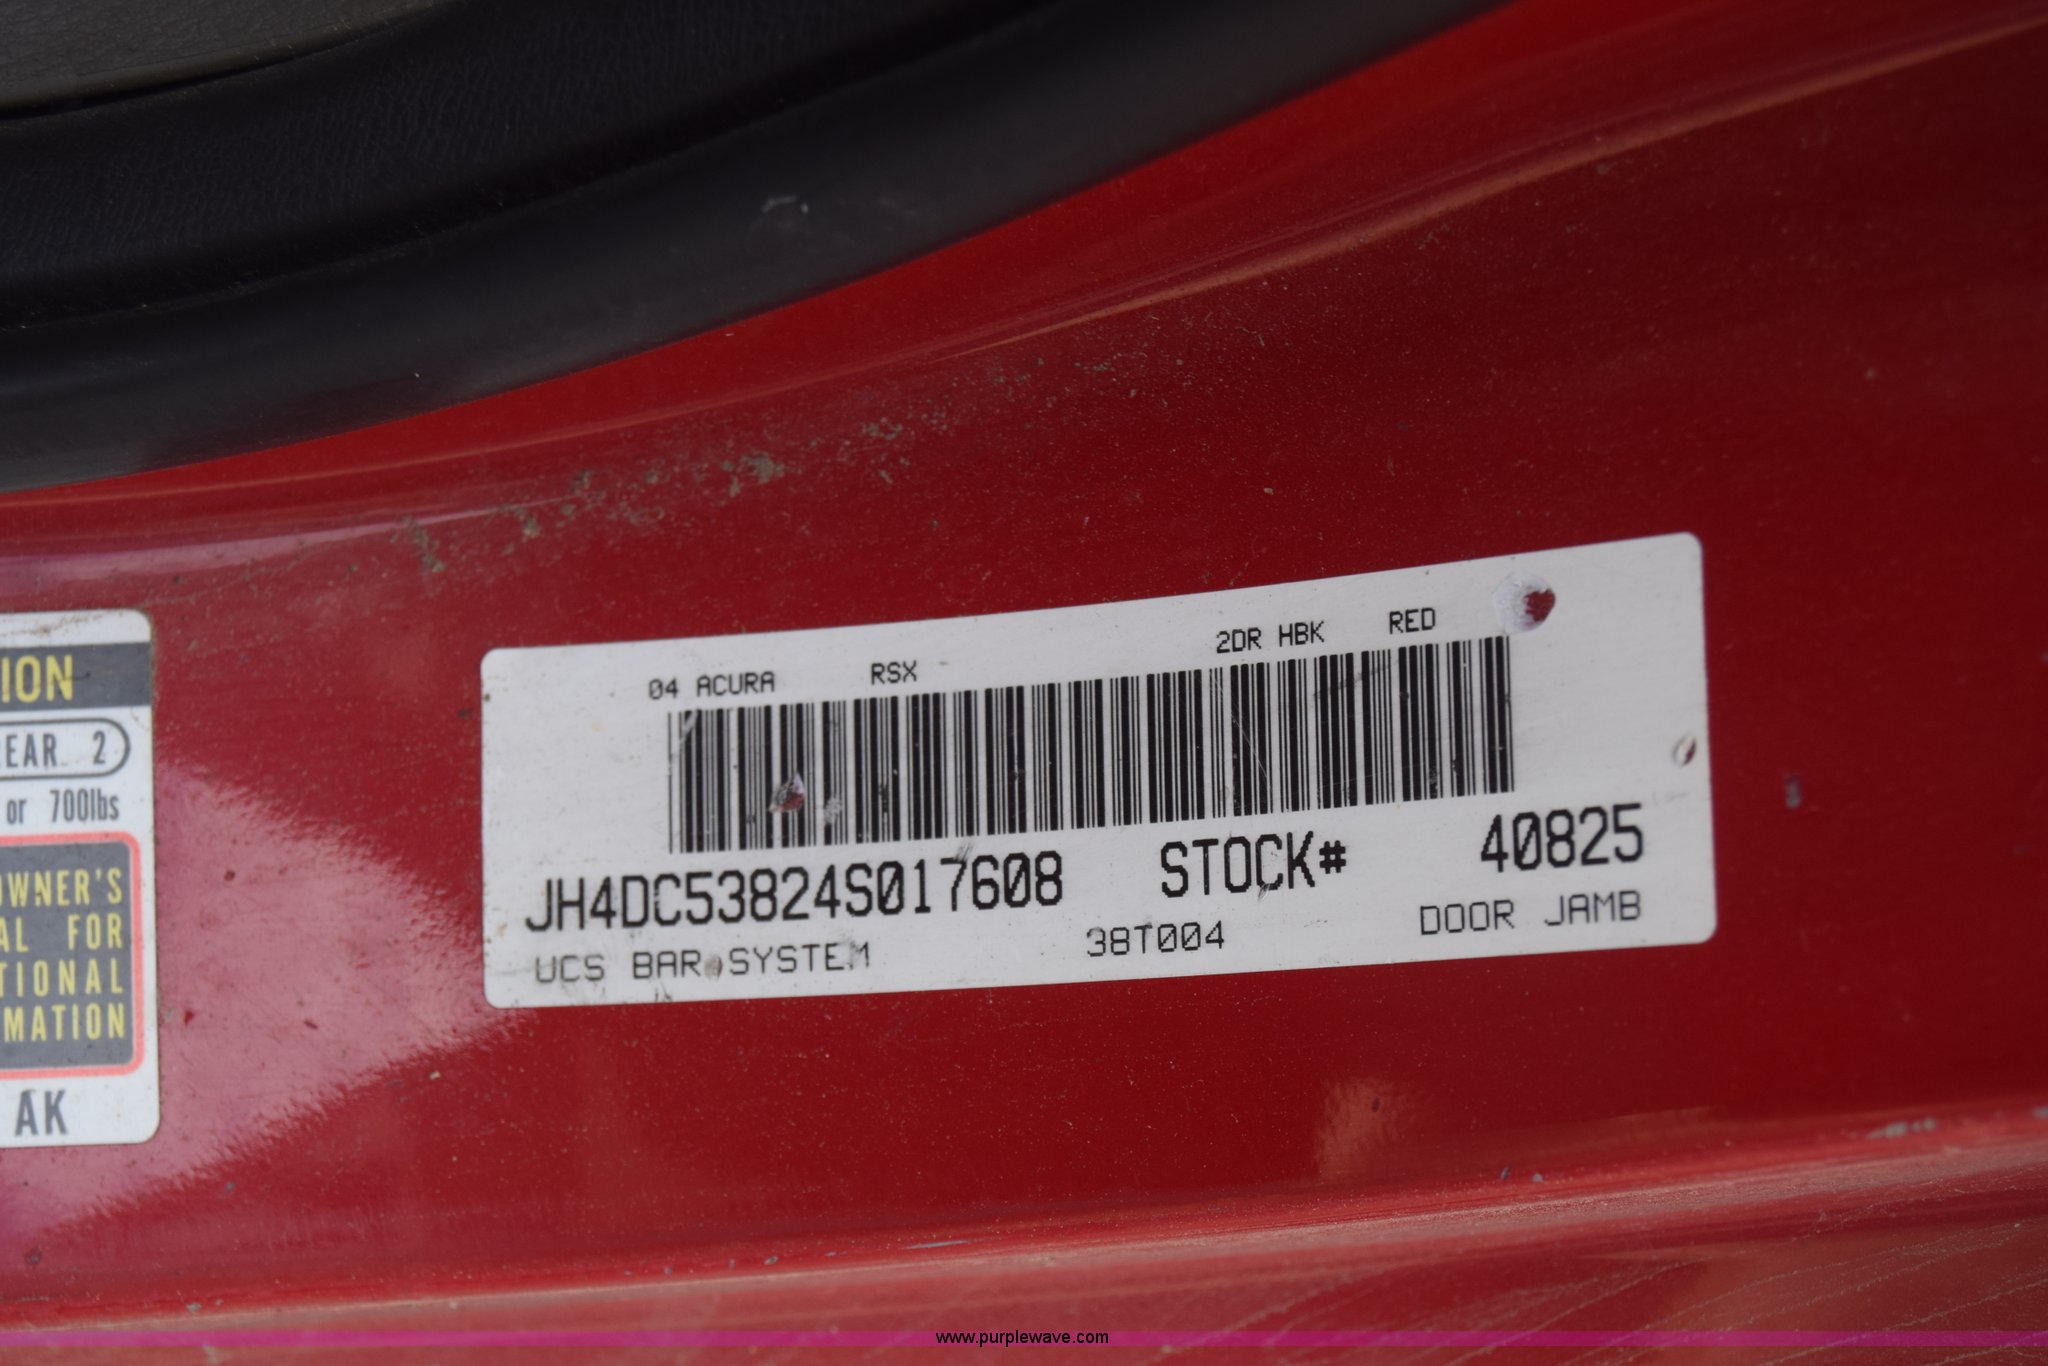 ION
EAR 2
or 700lbs
OWNER'S
AL FOR
TIONAL
MATION
AK
04 ACURA RSX 2DR HBK RED
JH4DC53824S017608 STOCK# 40825
UCS BAR SYSTEM 38T004 DOOR JAMB
www.purplewave.com